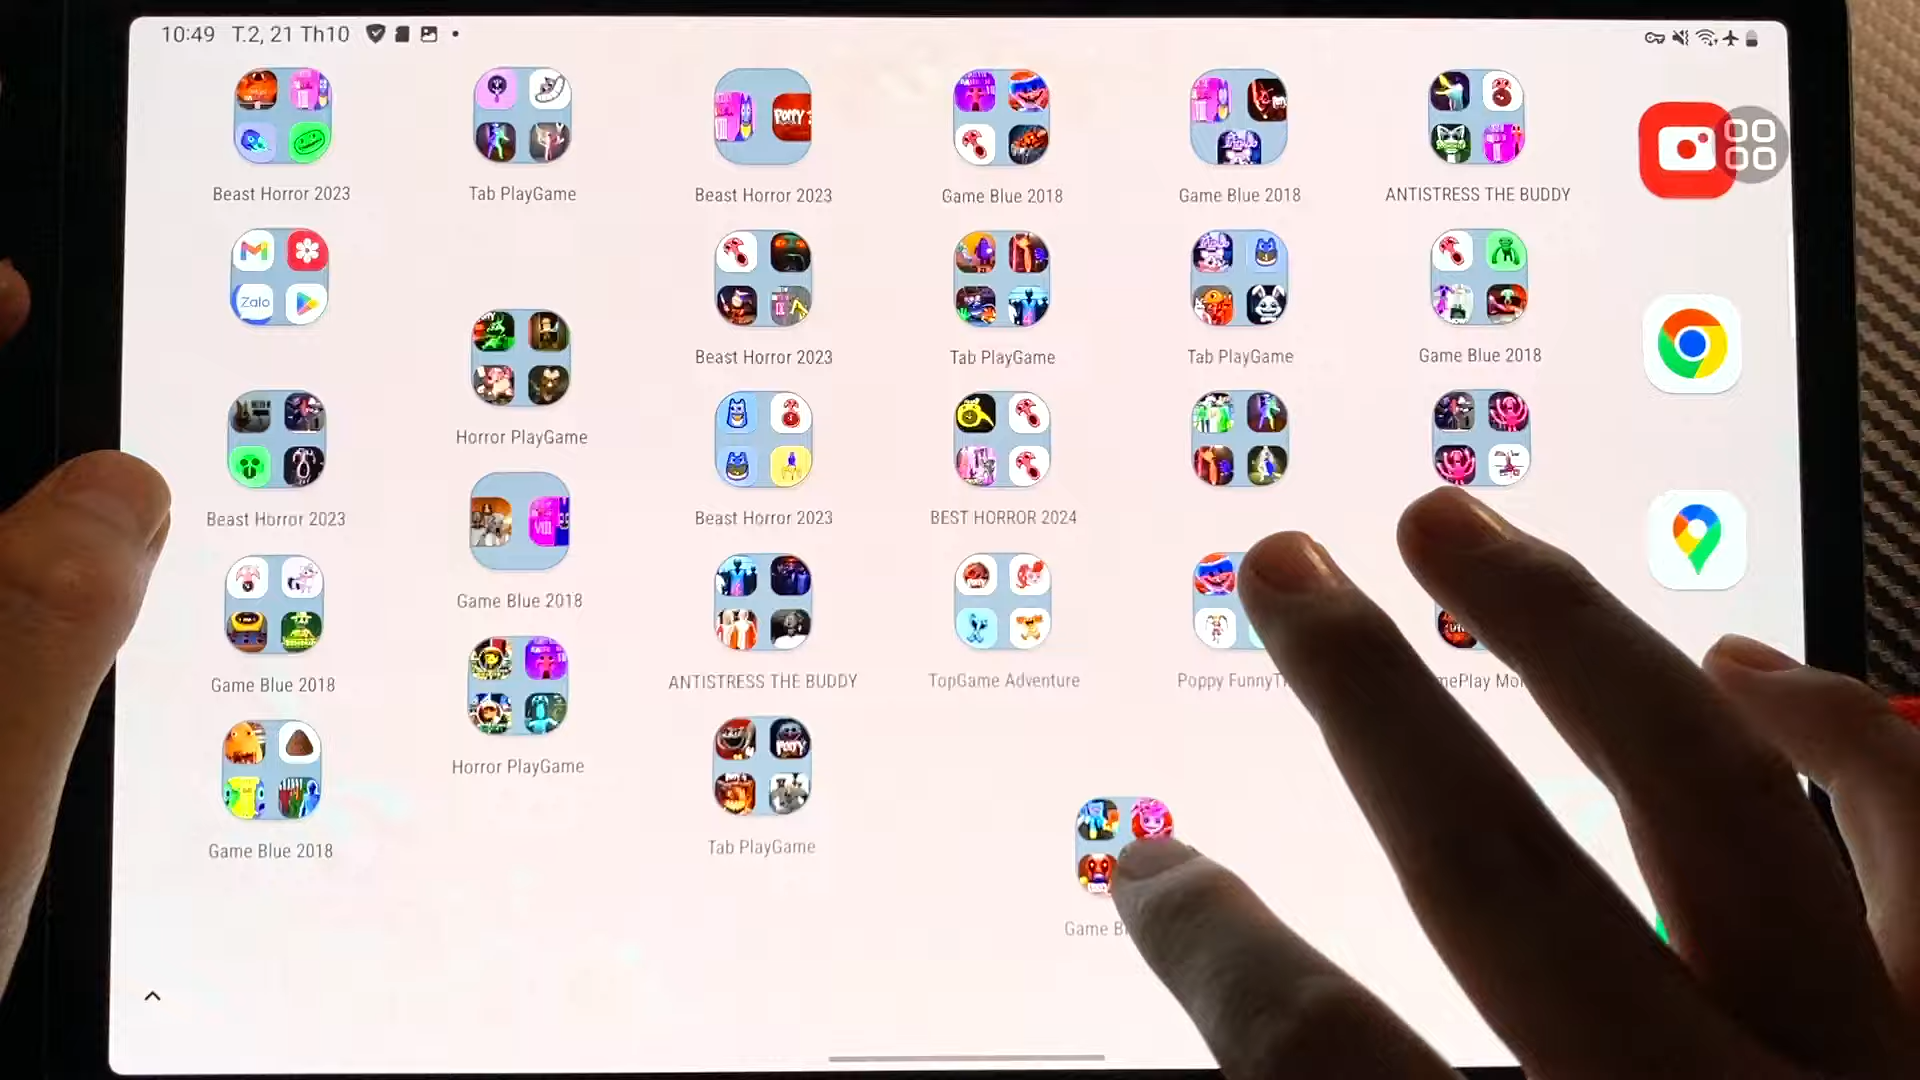 10:49 T.2, 21 Th10
Beast Horror 2023
Tab PlayGame
Beast Horror 2023
Game Blue 2018
Game Blue 2018
ANTISTRESS THE BUDDY
Zalo
Beast Horror 2023
Tab PlayGame
Tab PlayGame
Game Blue 2018
Horror PlayGame
Beast Horror 2023
Beast Horror 2023
BEST HORROR 2024
VIII
Game Blue 2018
Game Blue 2018
ANTISTRESS THE BUDDY
TopGame Adventure
Poppy
POPPY
Horror PlayGame
Game Blue 2018
Tab PlayGame
Game